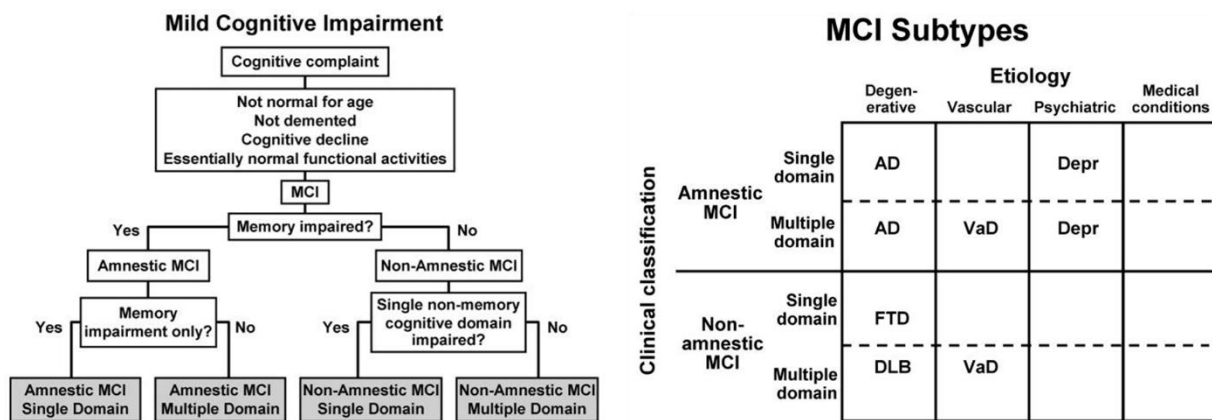 Mild Cognitive Impairment
Cognitive complaint
Not normal for age
Not demented
Cognitive decline
Essentially normal functional activities
MCI
Yes
Memory impaired?
No
Amnestic MCI
Non-Amnestic MCI
Yes
Memory
impairment only?
No
Yes
Single non-memory
cognitive domain
impaired?
No
Amnestic MCI
Single Domain
Amnestic MCI
Multiple Domain
Non-Amnestic MCI
Single Domain
Non-Amnestic MCI
Multiple Domain
MCI Subtypes
Etiology
Degen-
erative
Vascular
Psychiatric
Medical
conditions
Clinical classification
Amnestic
MCI
Single
domain
AD
Depr
Multiple
domain
AD
VaD
Depr
Non-
amnestic
MCI
Single
domain
FTD
Multiple
domain
DLB
VaD